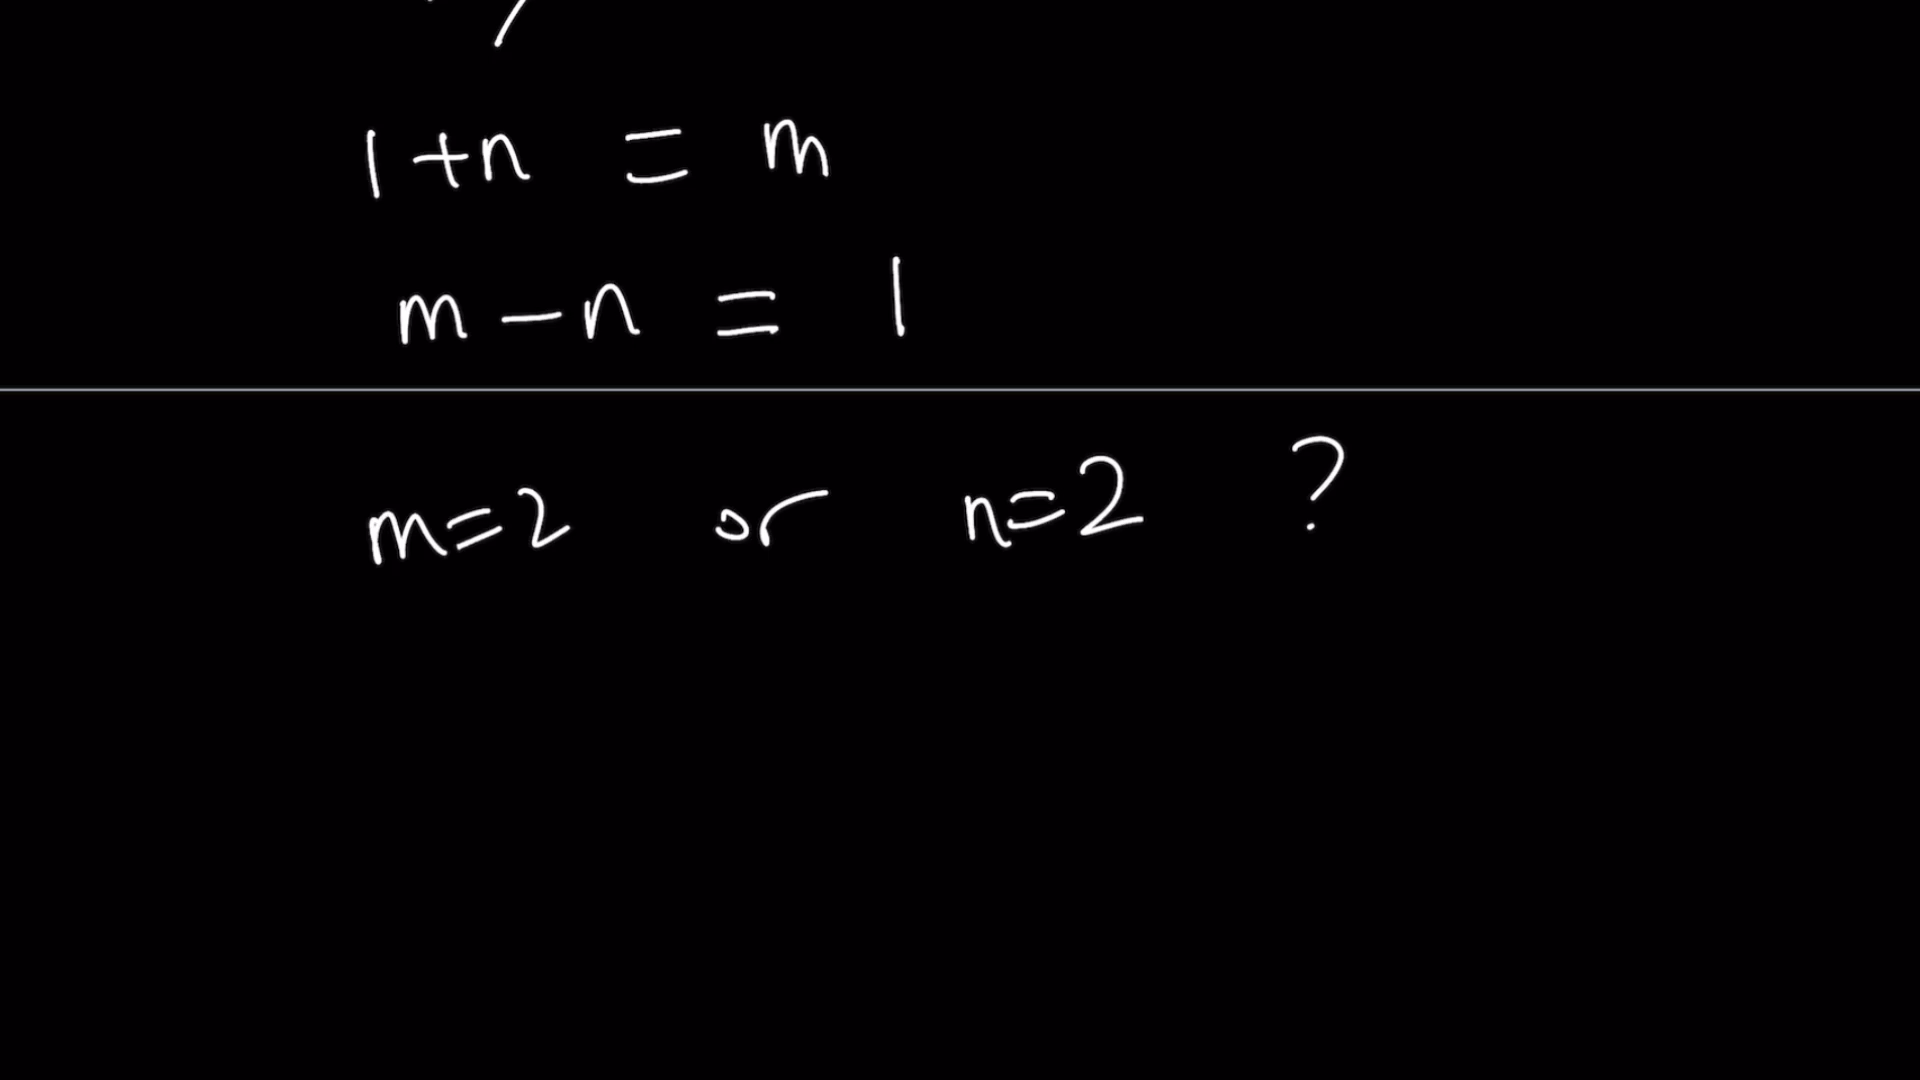 1+n = m
m-n = 1
m=2 or n=2 ?